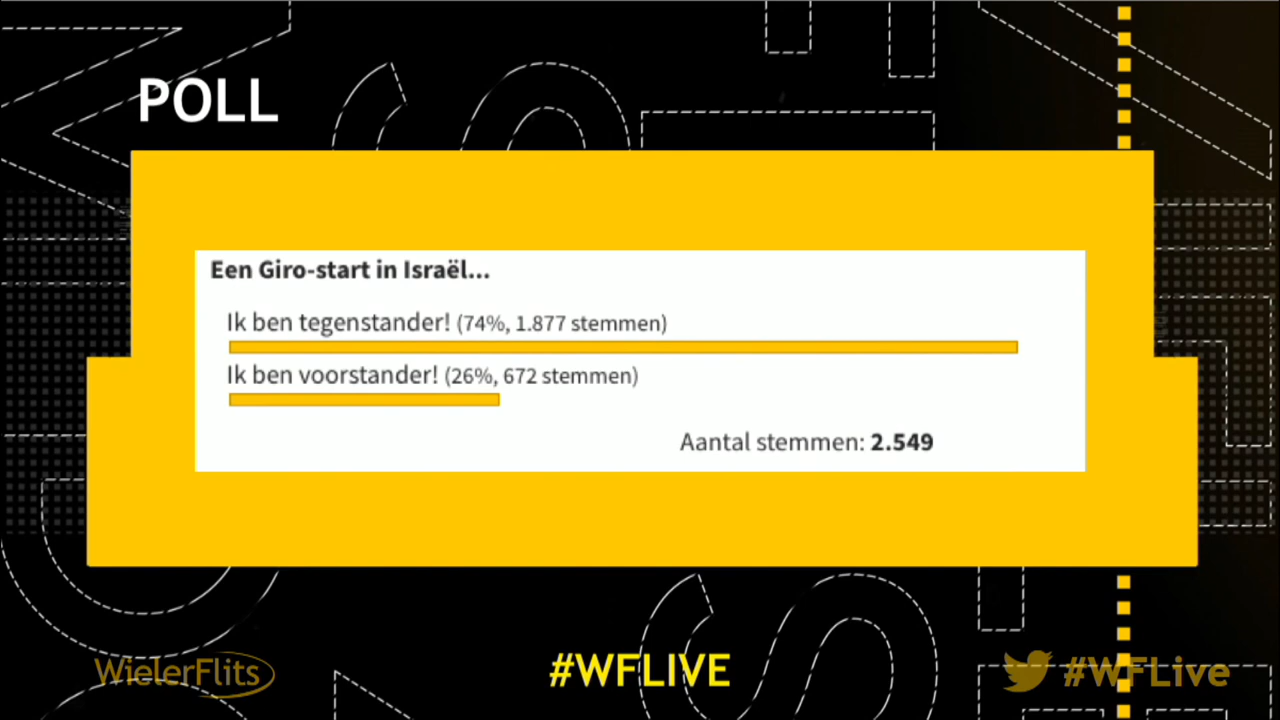 POLL
Een Giro-start in Israël...
Ik ben tegenstander! (74%, 1.877 stemmen)
Ik ben voorstander! (26%, 672 stemmen)
Aantal stemmen: 2.549
WielerFlits
#WFLIVE
#WFLive